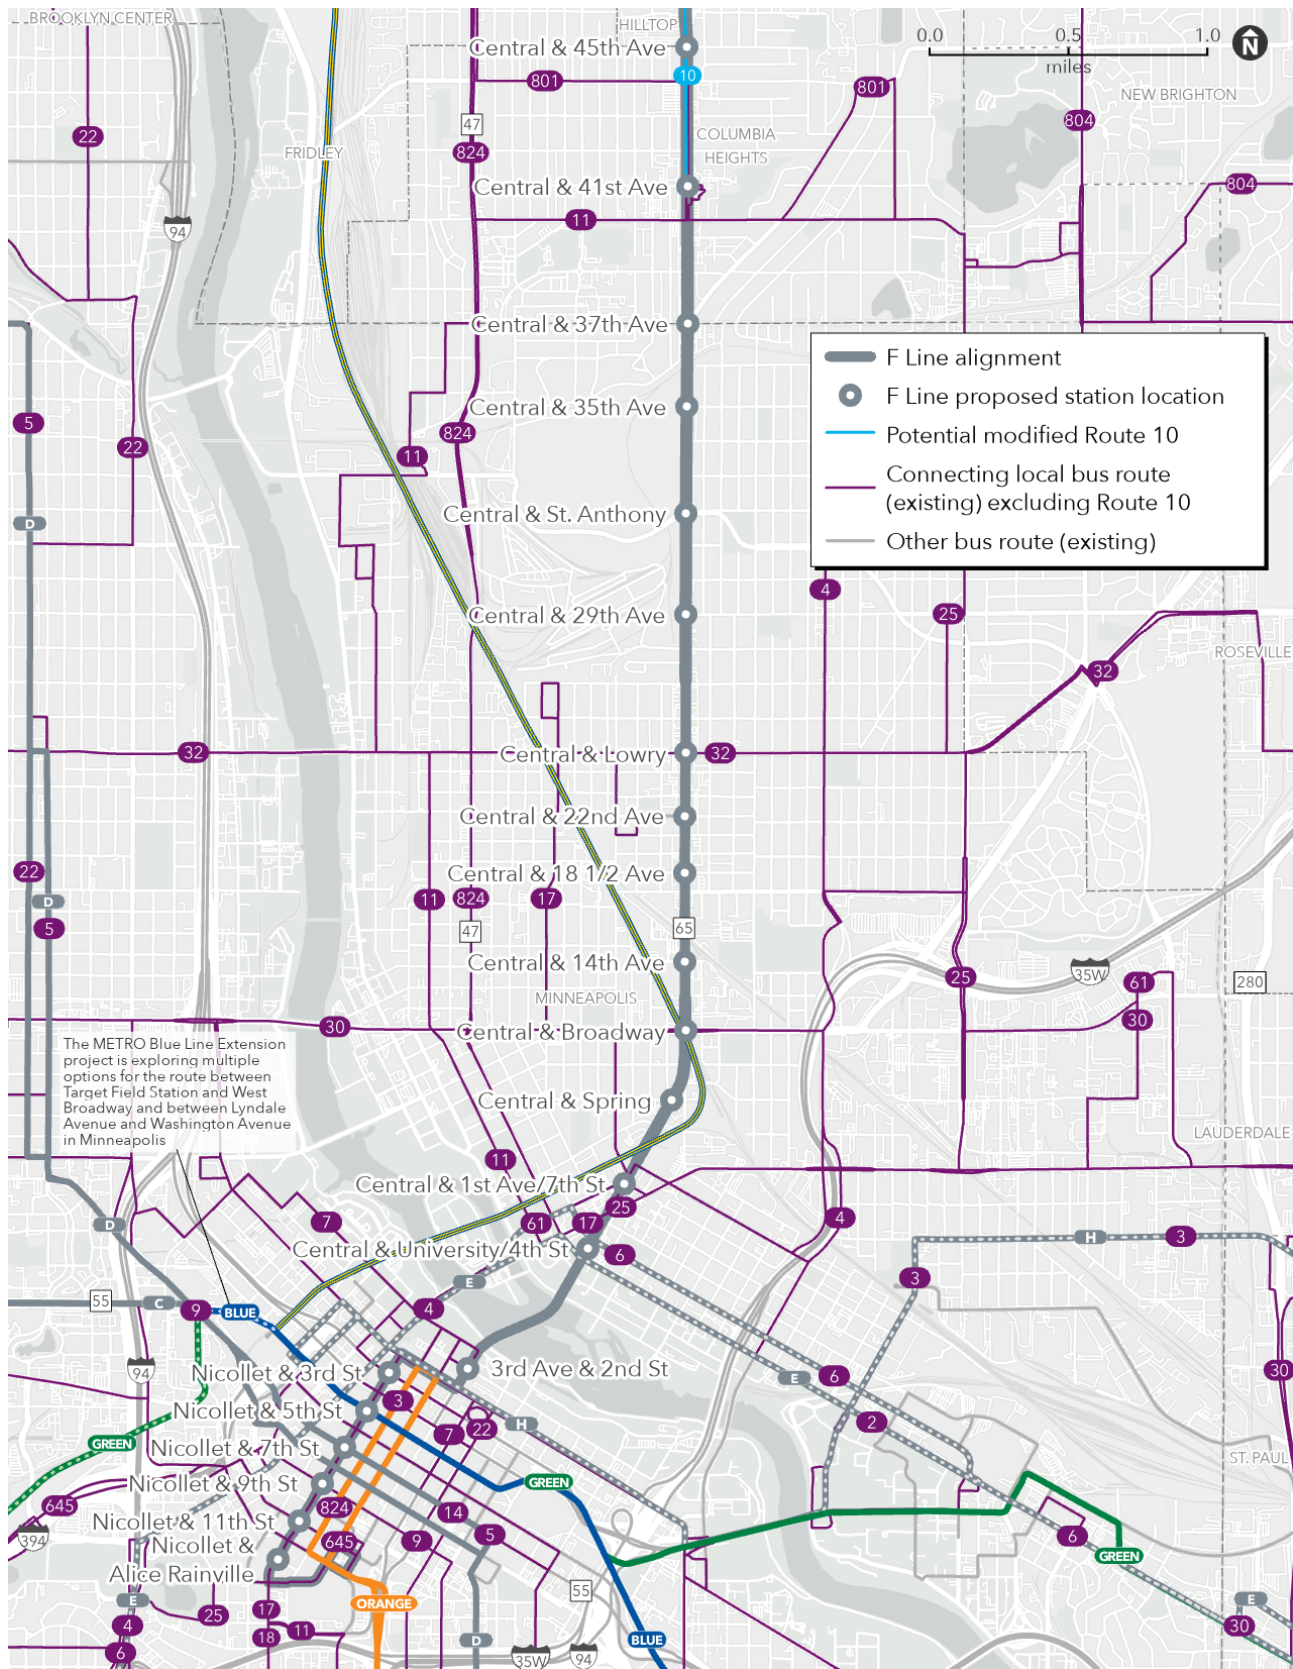 BROOKLYN CENTER
HILLTOP
Central & 45th Ave
0.0
0.5
1.0
miles
N
10
801
801
22
47
FRIDLEY
824
COLUMBIA
HEIGHTS
NEW BRIGHTON
804
804
Central & 41st Ave
94
11
Central & 37th Ave
F Line alignment
F Line proposed station location
Potential modified Route 10
Connecting local bus route
(existing) excluding Route 10
Other bus route (existing)
5
22
824
11
Central & 35th Ave
D
Central & St. Anthony
4
25
Central & 29th Ave
ROSEVILLE
32
32
Central & Lowry
32
Central & 22nd Ave
22
Central & 18 1/2 Ave
D
5
11
824
17
47
65
Central & 14th Ave
25
35W
61
280
30
MINNEAPOLIS
30
Central & Broadway
The METRO Blue Line Extension
project is exploring multiple
options for the route between
Target Field Station and West
Broadway and between Lyndale
Avenue and Washington Avenue
in Minneapolis
Central & Spring
LAUDERDALE
11
Central & 1st Ave/7th St
25
D
7
61
17
4
Central & University/4th St
6
H
3
E
3
55
C
9
BLUE
4
94
Nicollet & 3rd St
3rd Ave & 2nd St
6
E
30
3
Nicollet & 5th St
7
22
H
2
GREEN
Nicollet & 7th St
ST. PAUL
Nicollet & 9th St
GREEN
645
824
14
394
Nicollet & 11th St
645
9
5
6
Nicollet &
Alice Rainville
GREEN
E
ORANGE
55
E
4
25
17
30
6
18
11
D
35W
94
BLUE